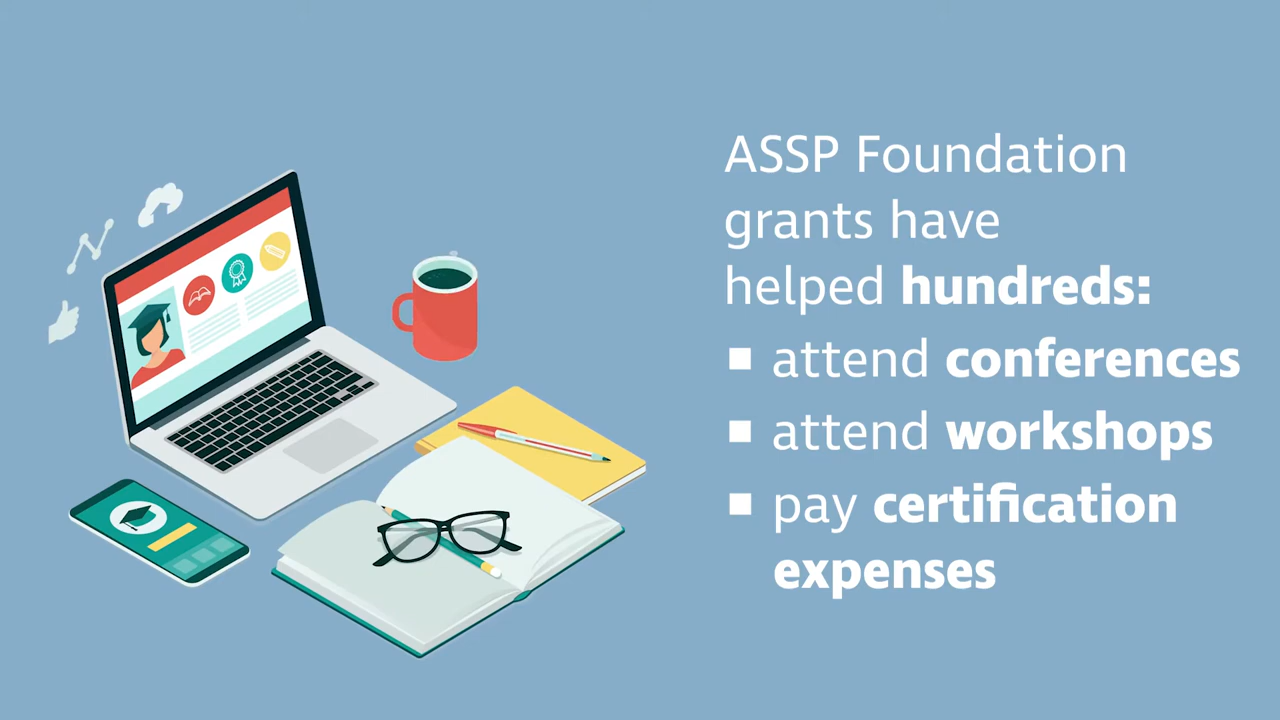 ASSP Foundation
grants have
helped hundreds:
▪ attend conferences
▪ attend workshops
▪ pay certification
expenses